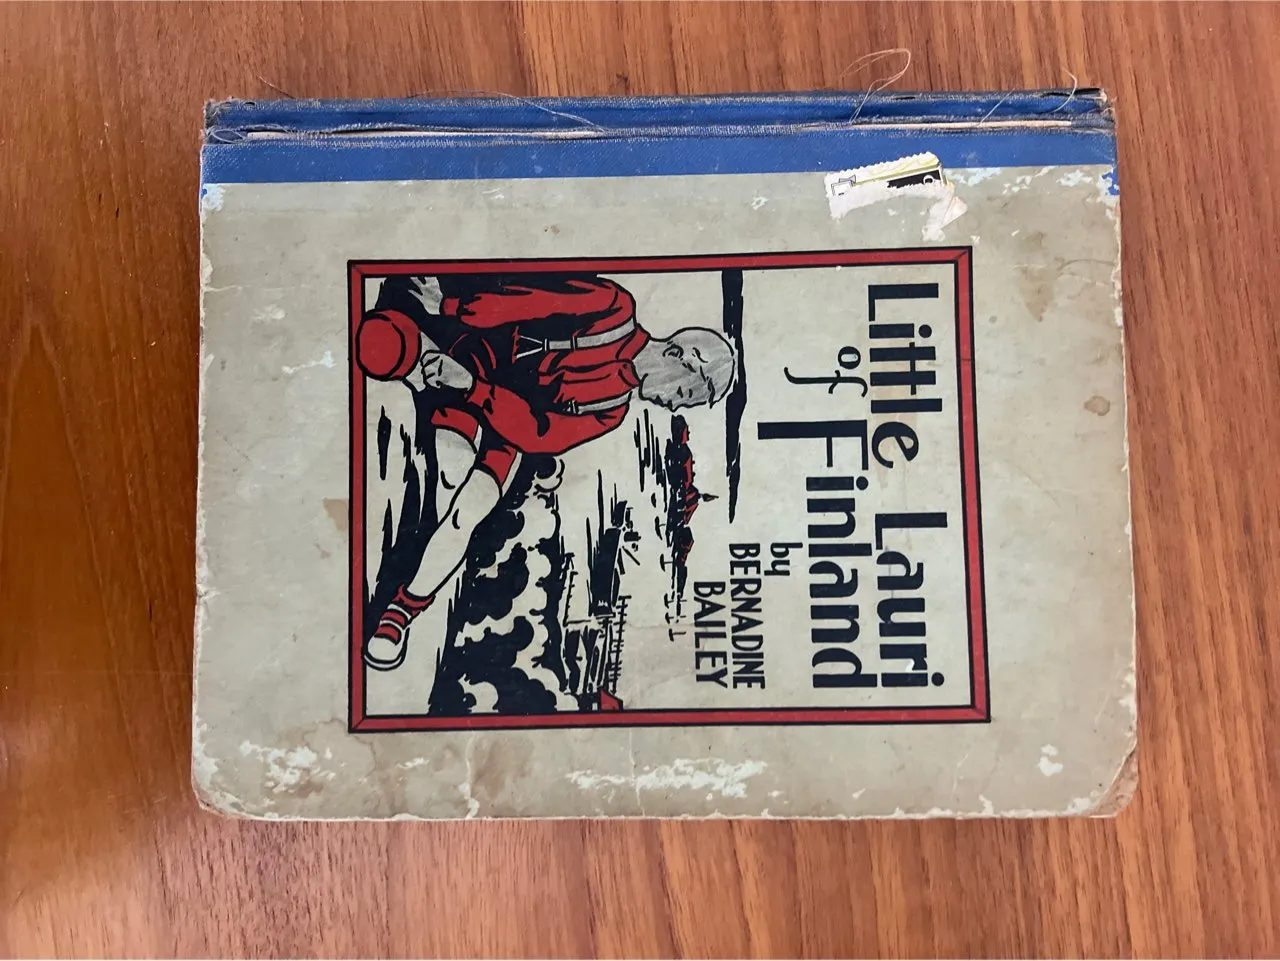 Little Lauri
of Finland
by
BERNADINE
BAILEY